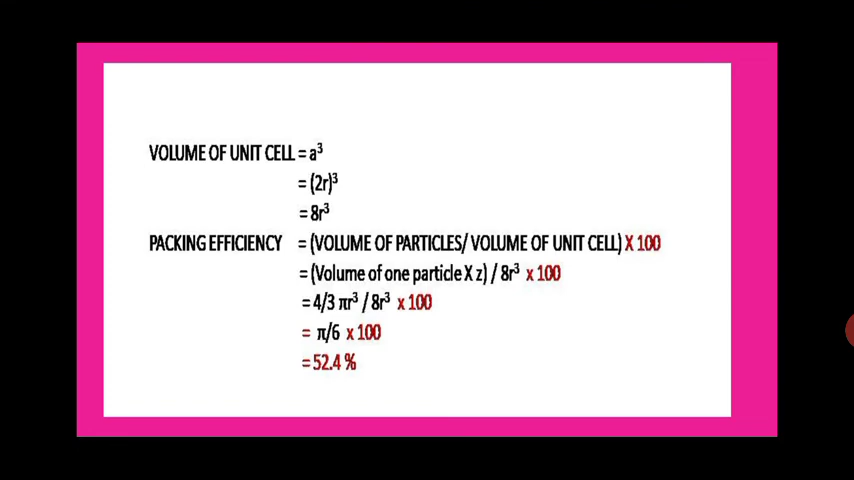 VOLUME OF UNIT CELL = a³
= (2r)³
= 8r³
PACKING EFFICIENCY = (VOLUME OF PARTICLES/ VOLUME OF UNIT CELL) X 100
= (Volume of one particle X z) / 8r³ x 100
= 4/3 πr³ / 8r³ x 100
= π/6 x 100
= 52.4 %